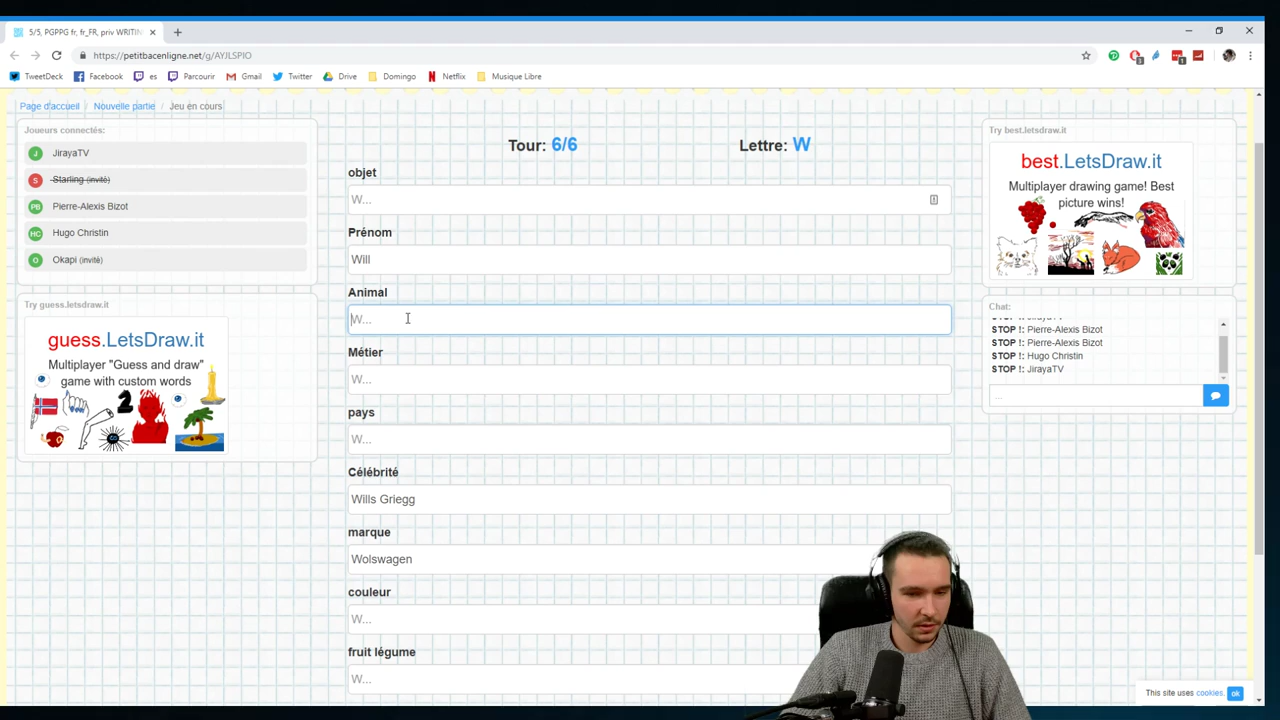 5/5, PGPPG fr, fr_FR, priv WRITIN
https://petitbacenligne.net/g/AYJLSPIO
TweetDeck Facebook es Parcourir Gmail Twitter Drive Domingo Netflix Musique Libre
Page d'accueil / Nouvelle partie / Jeu en cours
Joueurs connectés:
J JirayaTV
S Starling (invité)
PB Pierre-Alexis Bizot
HC Hugo Christin
O Okapi (invité)
Try guess.letsdraw.it
guess.LetsDraw.it
Multiplayer "Guess and draw"
game with custom words
Tour: 6/6
Lettre: W
objet
W...
Prénom
Will
Animal
W...
Métier
W...
pays
W...
Célébrité
Wills Griegg
marque
Wolswagen
couleur
W...
fruit légume
W...
Try best.letsdraw.it
best.LetsDraw.it
Multiplayer drawing game! Best
picture wins!
Chat:
STOP !: Pierre-Alexis Bizot
STOP !: Pierre-Alexis Bizot
STOP !: Hugo Christin
STOP !: JirayaTV
...
This site uses cookies. ok